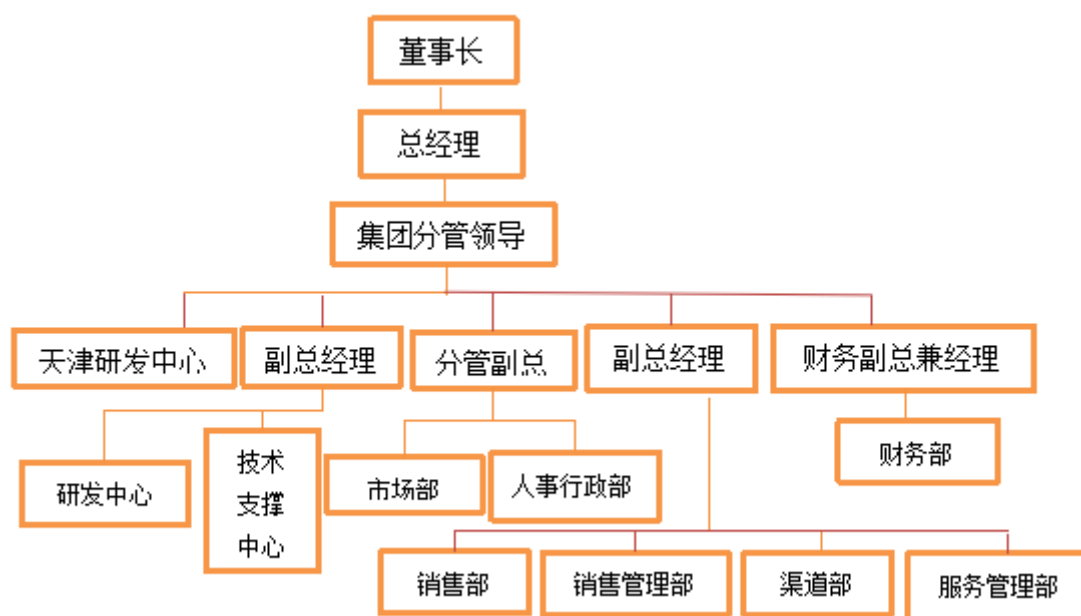 董事长
总经理
集团分管领导
天津研发中心
副总经理
分管副总
副总经理
财务副总兼经理
研发中心
技术
支撑
中心
市场部
人事行政部
财务部
销售部
销售管理部
渠道部
服务管理部